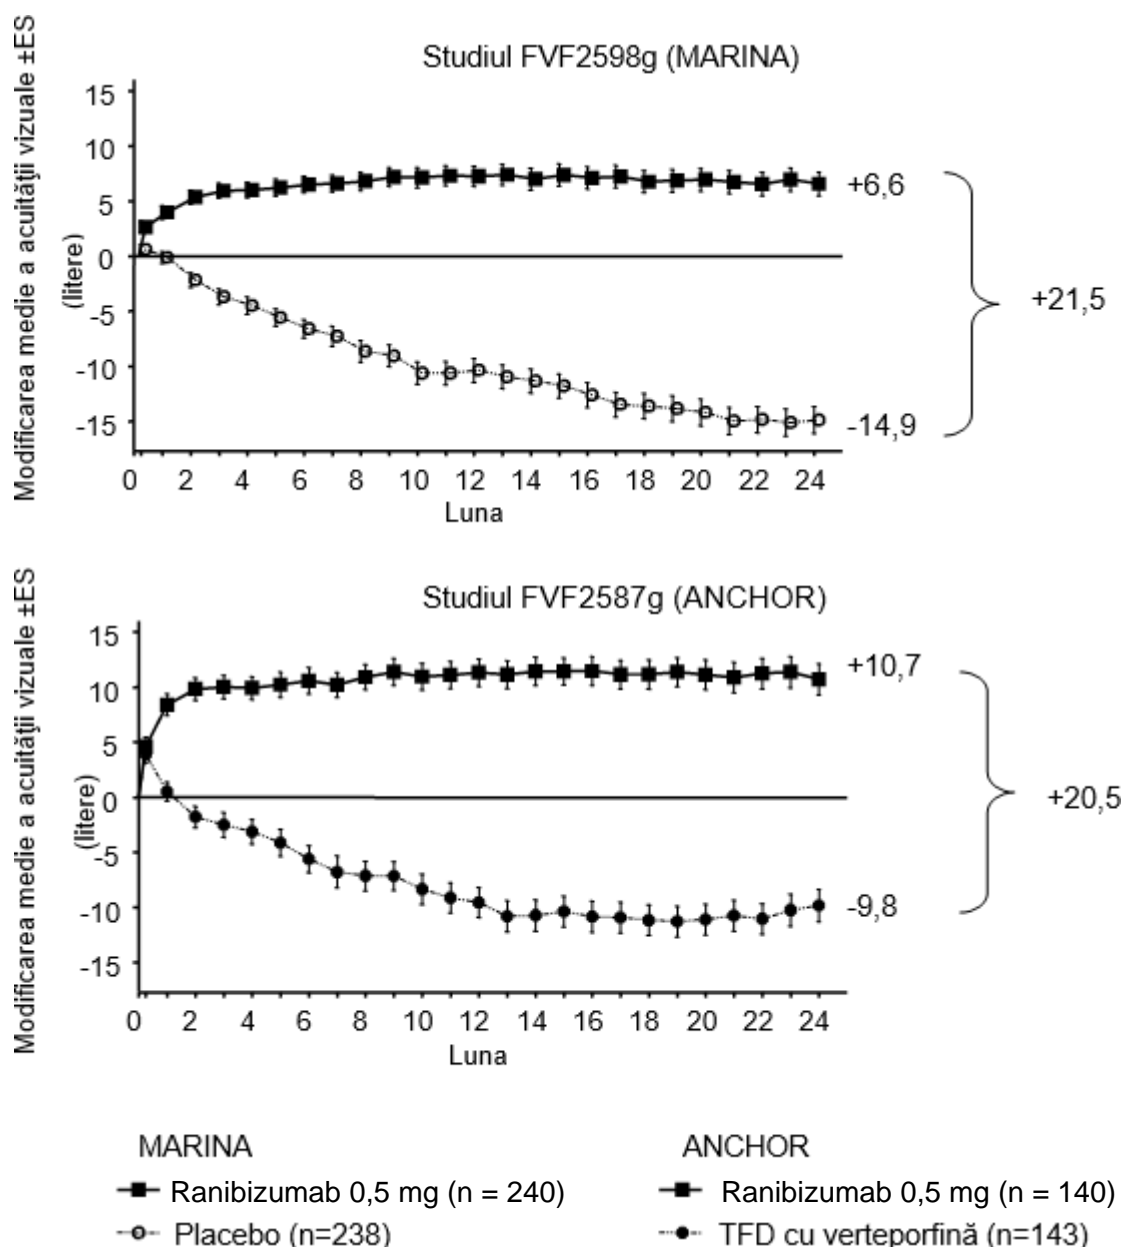 Studiul FVF2598g (MARINA)
Modificarea medie a acuităţii vizuale ±ES
(litere)
15
10
5
0
-5
-10
-15
+6,6
+21,5
-14,9
0 2 4 6 8 10 12 14 16 18 20 22 24
Luna
Studiul FVF2587g (ANCHOR)
Modificarea medie a acuităţii vizuale ±ES
(litere)
15
10
5
0
-5
-10
-15
+10,7
+20,5
-9,8
0 2 4 6 8 10 12 14 16 18 20 22 24
Luna
MARINA
Ranibizumab 0,5 mg (n = 240)
Placebo (n=238)
ANCHOR
Ranibizumab 0,5 mg (n = 140)
TFD cu verteporfină (n=143)